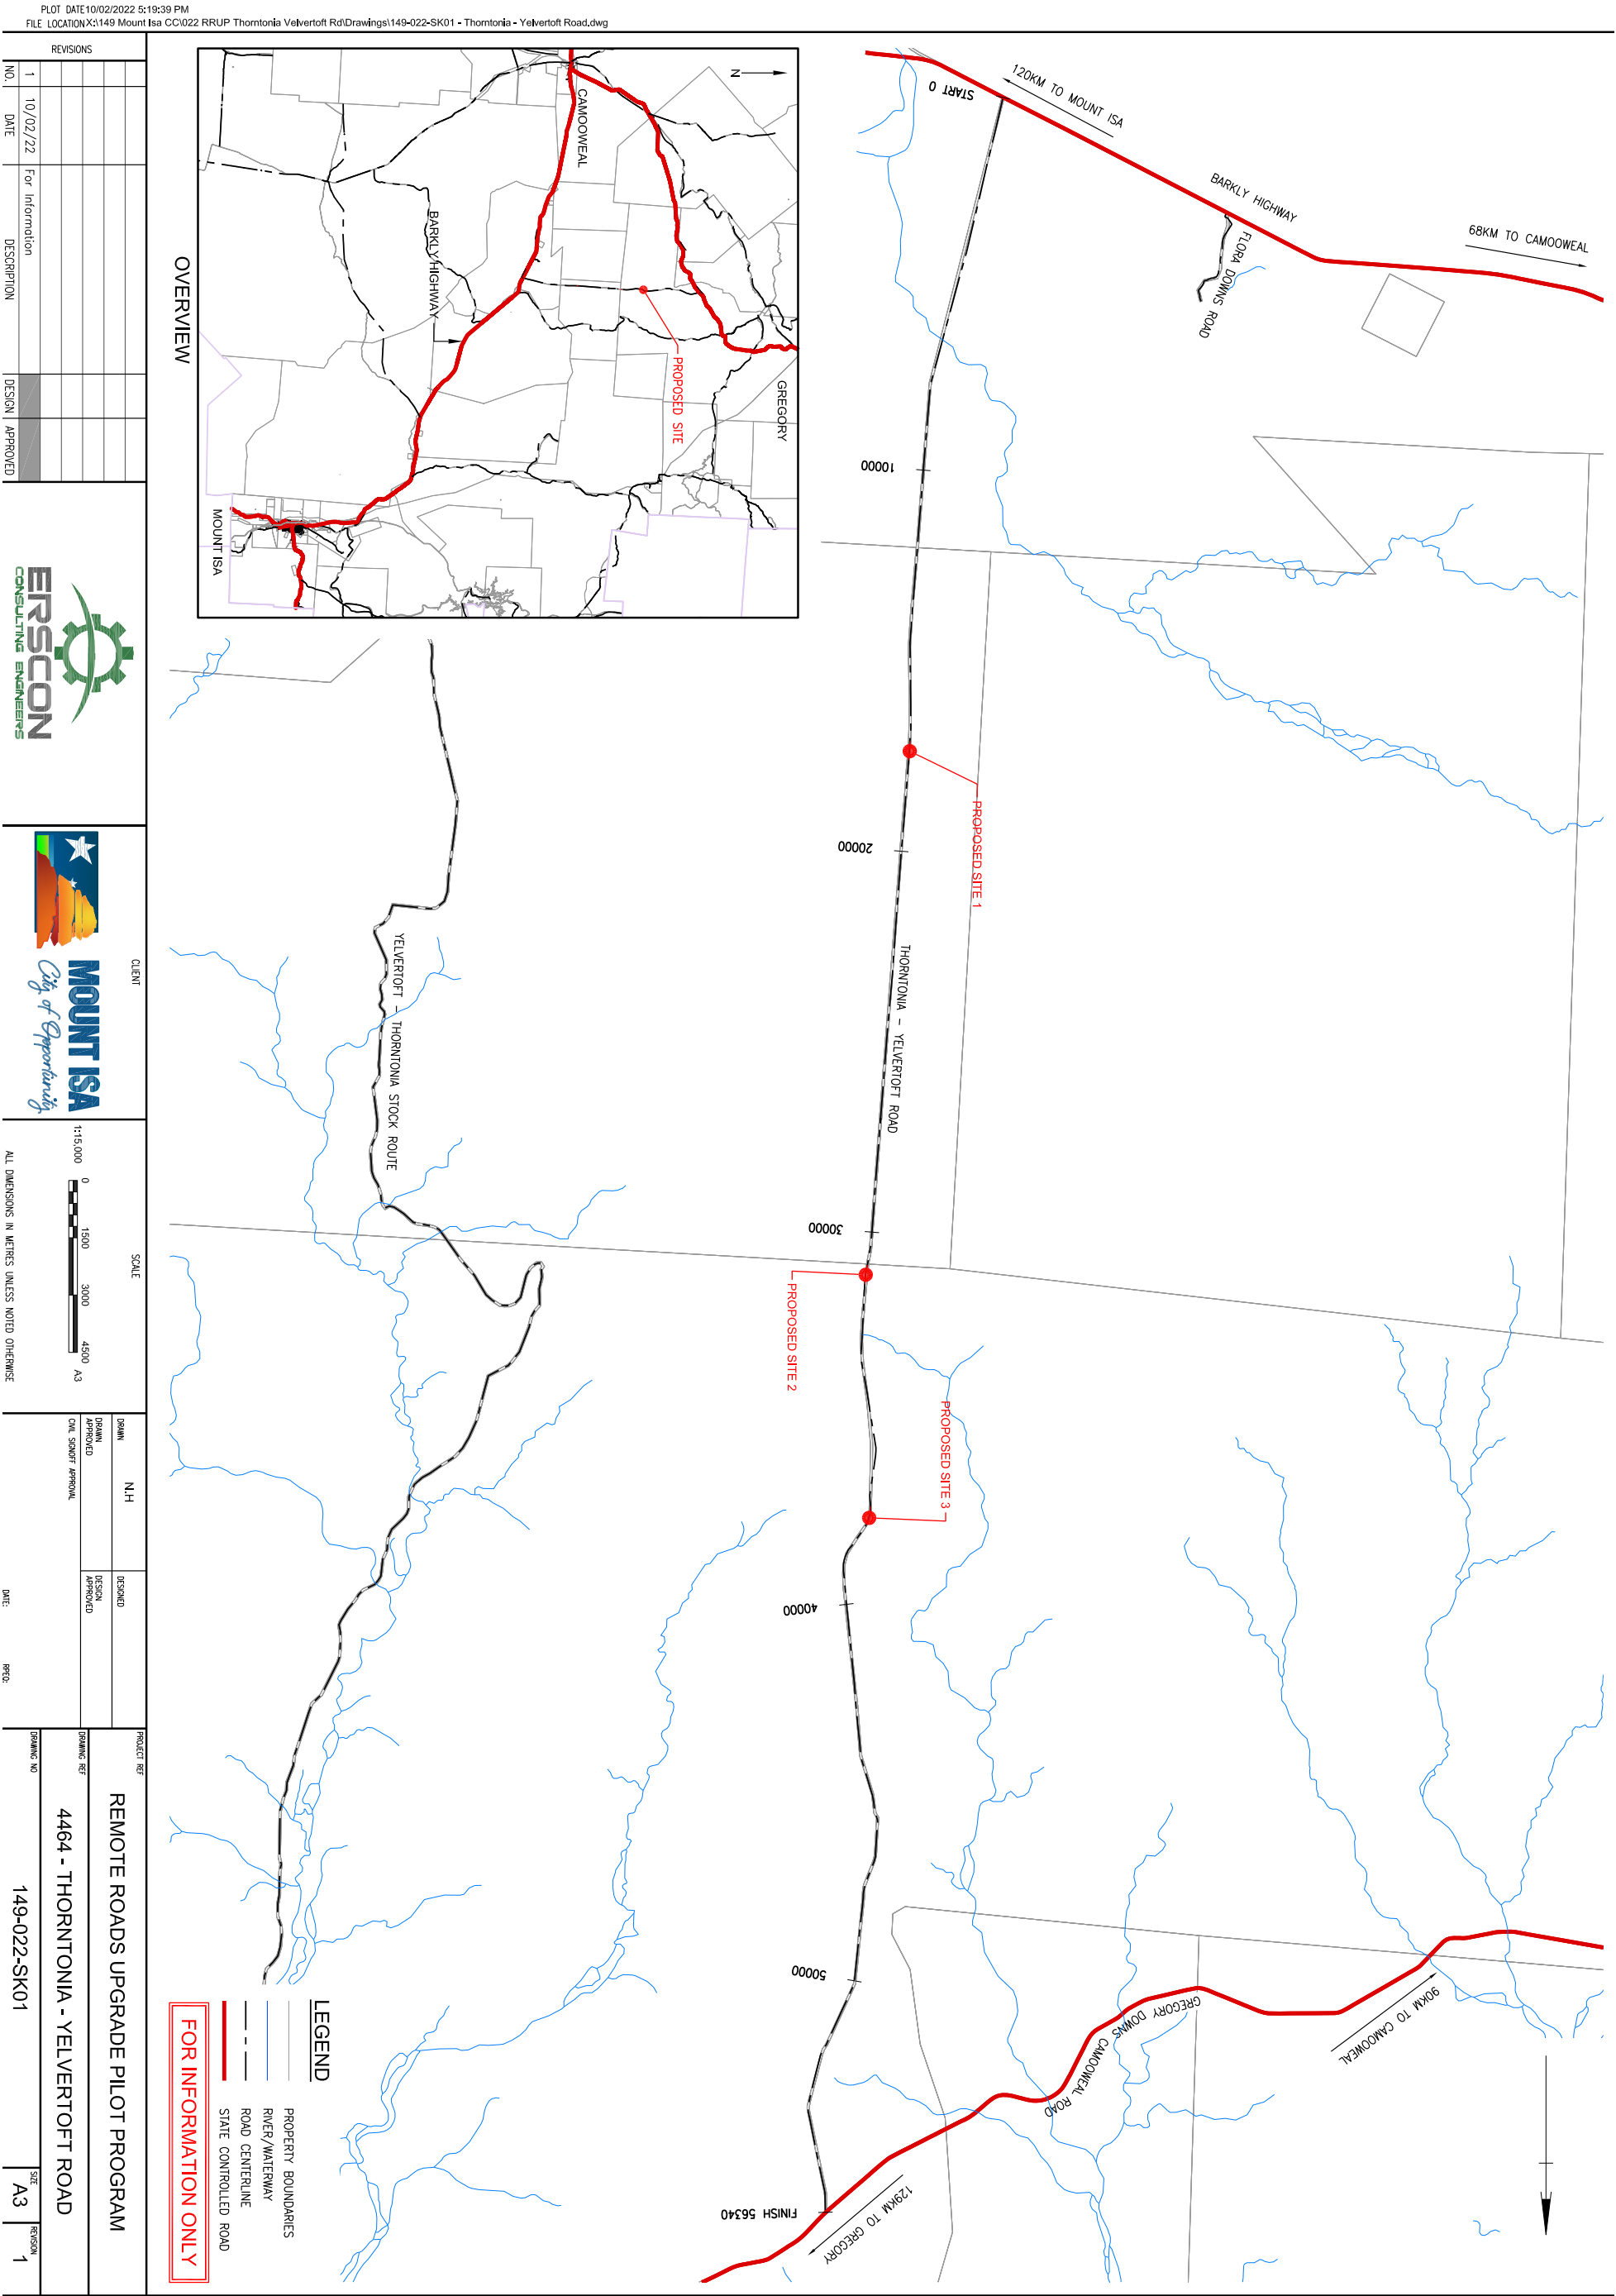 PLOT DATE10/02/2022 5:19:39 PM
FILE LOCATIONX:\149 Mount Isa CC\022 RRUP Thorntonia Velvertoft Rd\Drawings\149-022-SK01 - Thorntonia - Yelvertoft Road.dwg
120KM TO MOUNT ISA
START 0
BARKLY HIGHWAY
68KM TO CAMOOWEAL
FLORA DOWNS ROAD
10000
PROPOSED SITE 1
20000
THORNTONIA - YELVERTOFT ROAD
30000
PROPOSED SITE 2
PROPOSED SITE 3
40000
50000
FINISH 56340
129KM TO GREGORY
GREGORY DOWNS CAMOOWEAL ROAD
90KM TO CAMOOWEAL
YELVERTOFT - THORNTONIA STOCK ROUTE
N
CAMOOWEAL
BARKLY HIGHWAY
PROPOSED SITE
GREGORY
MOUNT ISA
OVERVIEW
LEGEND
PROPERTY BOUNDARIES
RIVER/WATERWAY
ROAD CENTERLINE
STATE CONTROLLED ROAD
FOR INFORMATION ONLY
REVISIONS
1 10/02/22 For Information
NO. DATE DESCRIPTION DESIGN APPROVED
ERSCON
CONSULTING ENGINEERS
CLIENT
MOUNT ISA
City of Opportunity
SCALE
1:15,000 0 1500 3000 4500 A3
ALL DIMENSIONS IN METRES UNLESS NOTED OTHERWISE
DRAWN N.H DESIGNED
DRAWN APPROVED
DESIGN APPROVED
CIVIL SIGNOFF APPROVAL
DATE: RPEQ:
PROJECT REF
REMOTE ROADS UPGRADE PILOT PROGRAM
DRAWING REF
4464 - THORNTONIA - YELVERTOFT ROAD
DRAWING NO
149-022-SK01
SIZE
A3
REVISION
1